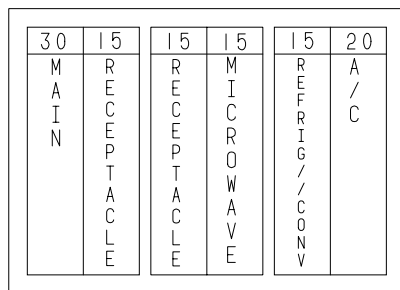 30 15 15 15 15 20
MAIN
RECEPTACLE
RECEPTACLE
MICROWAVE
REFRIG//CONV
A/C